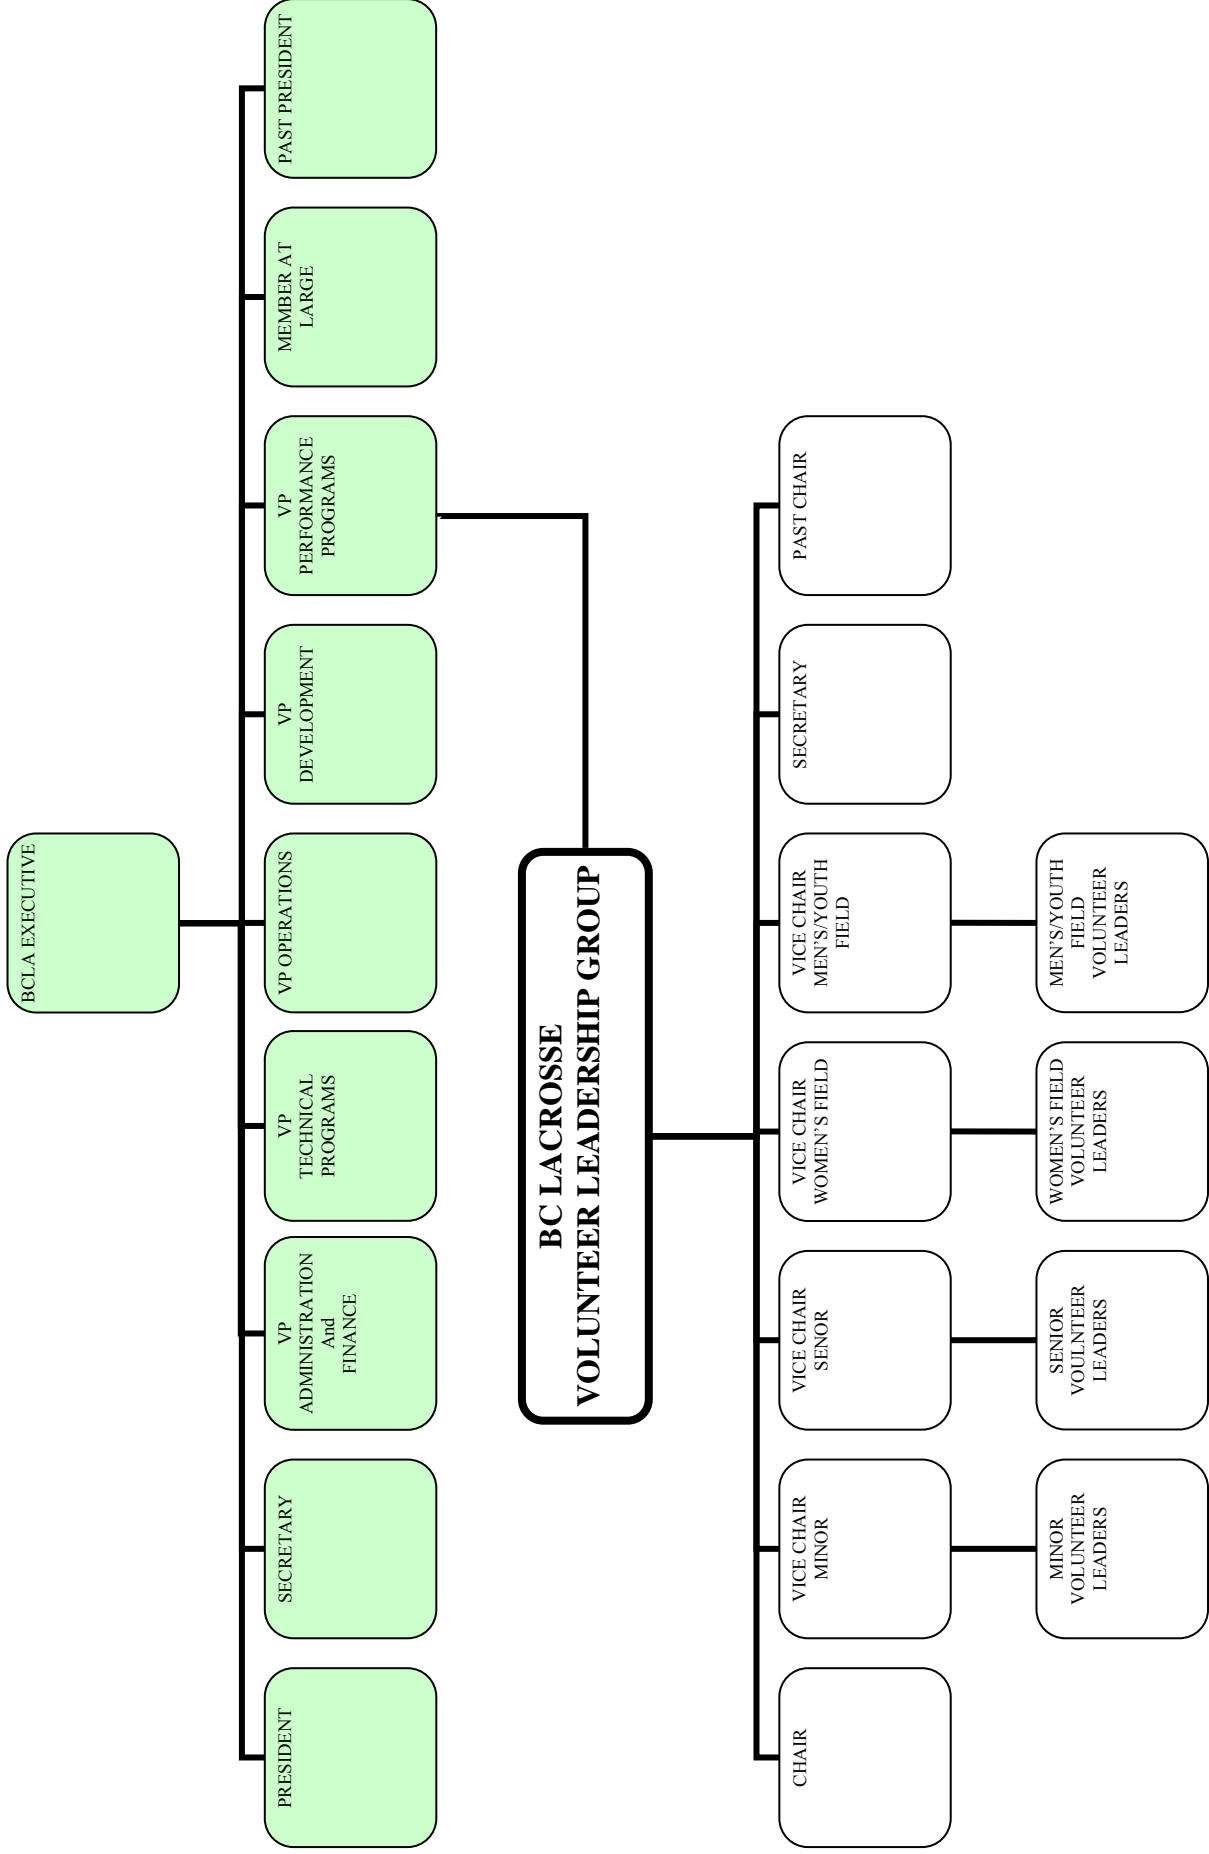 BCLA EXECUTIVE
PRESIDENT
SECRETARY
VP
ADMINISTRATION
And
FINANCE
VP
TECHNICAL
PROGRAMS
VP OPERATIONS
VP
DEVELOPMENT
VP
PERFORMANCE
PROGRAMS
MEMBER AT
LARGE
PAST PRESIDENT
BC LACROSSE
VOLUNTEER LEADERSHIP GROUP
CHAIR
VICE CHAIR
MINOR
VICE CHAIR
SENOR
VICE CHAIR
WOMEN'S FIELD
VICE CHAIR
MEN'S/YOUTH
FIELD
SECRETARY
PAST CHAIR
MINOR
VOLUNTEER
LEADERS
SENIOR
VOULNTEER
LEADERS
WOMEN'S FIELD
VOLUNTEER
LEADERS
MEN'S/YOUTH
FIELD
VOLUNTEER
LEADERS